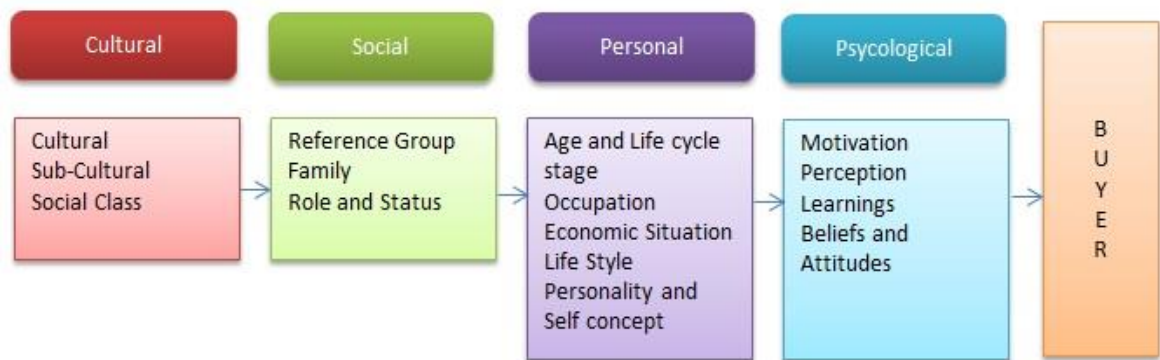 Cultural
Social
Personal
Psycological
Cultural
Sub-Cultural
Social Class
Reference Group
Family
Role and Status
Age and Life cycle
stage
Occupation
Economic Situation
Life Style
Personality and
Self concept
Motivation
Perception
Learnings
Beliefs and
Attitudes
B
U
Y
E
R